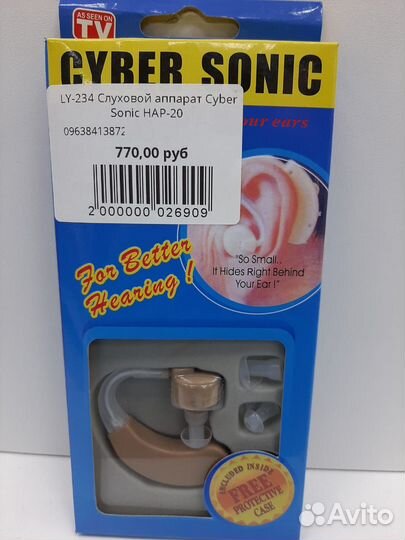 AS SEEN ON
TV
CYBER SONIC
LY-234 Слуховой аппарат Cyber
Sonic HAP-20
09638413872
770,00 руб
2 000000 026909
your ears
"So Small..
It Hides Right Behind
Your Ear !"
For Better
Hearing !
INCLUDED INSIDE
FREE
PROTECTIVE
CASE
Avito